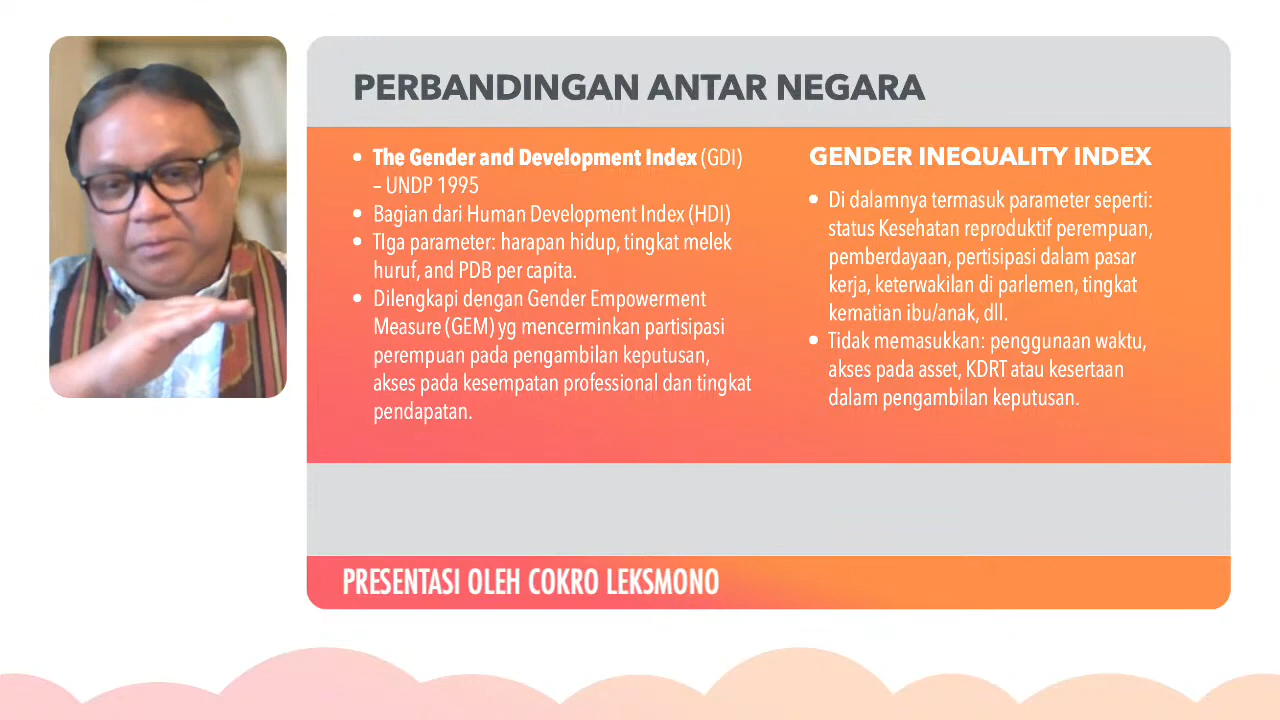 PERBANDINGAN ANTAR NEGARA
• The Gender and Development Index (GDI)
– UNDP 1995
• Bagian dari Human Development Index (HDI)
• TIga parameter: harapan hidup, tingkat melek
huruf, and PDB per capita.
• Dilengkapi dengan Gender Empowerment
Measure (GEM) yg mencerminkan partisipasi
perempuan pada pengambilan keputusan,
akses pada kesempatan professional dan tingkat
pendapatan.
GENDER INEQUALITY INDEX
• Di dalamnya termasuk parameter seperti:
status Kesehatan reproduktif perempuan,
pemberdayaan, pertisipasi dalam pasar
kerja, keterwakilan di parlemen, tingkat
kematian ibu/anak, dll.
• Tidak memasukkan: penggunaan waktu,
akses pada asset, KDRT atau kesertaan
dalam pengambilan keputusan.
PRESENTASI OLEH COKRO LEKSMONO